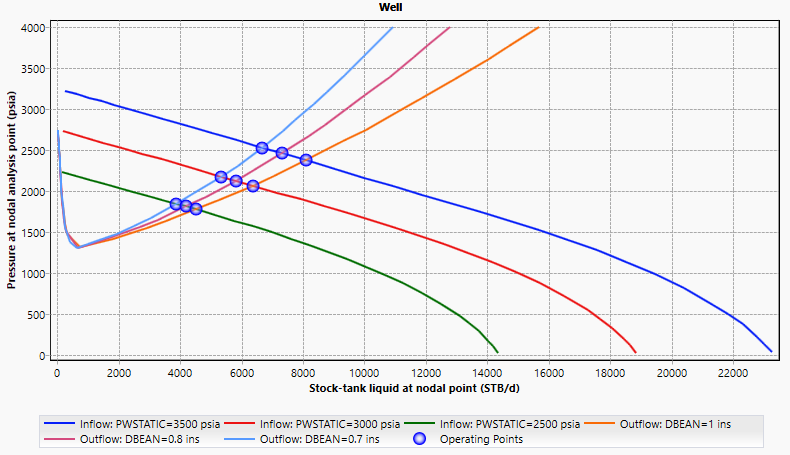 Well
Pressure at nodal analysis point (psia)
4000
3500
3000
2500
2000
1500
1000
500
0
0 2000 4000 6000 8000 10000 12000 14000 16000 18000 20000 22000
Stock-tank liquid at nodal point (STB/d)
Inflow: PWSTATIC=3500 psia Inflow: PWSTATIC=3000 psia Inflow: PWSTATIC=2500 psia Outflow: DBEAN=1 ins
Outflow: DBEAN=0.8 ins Outflow: DBEAN=0.7 ins Operating Points